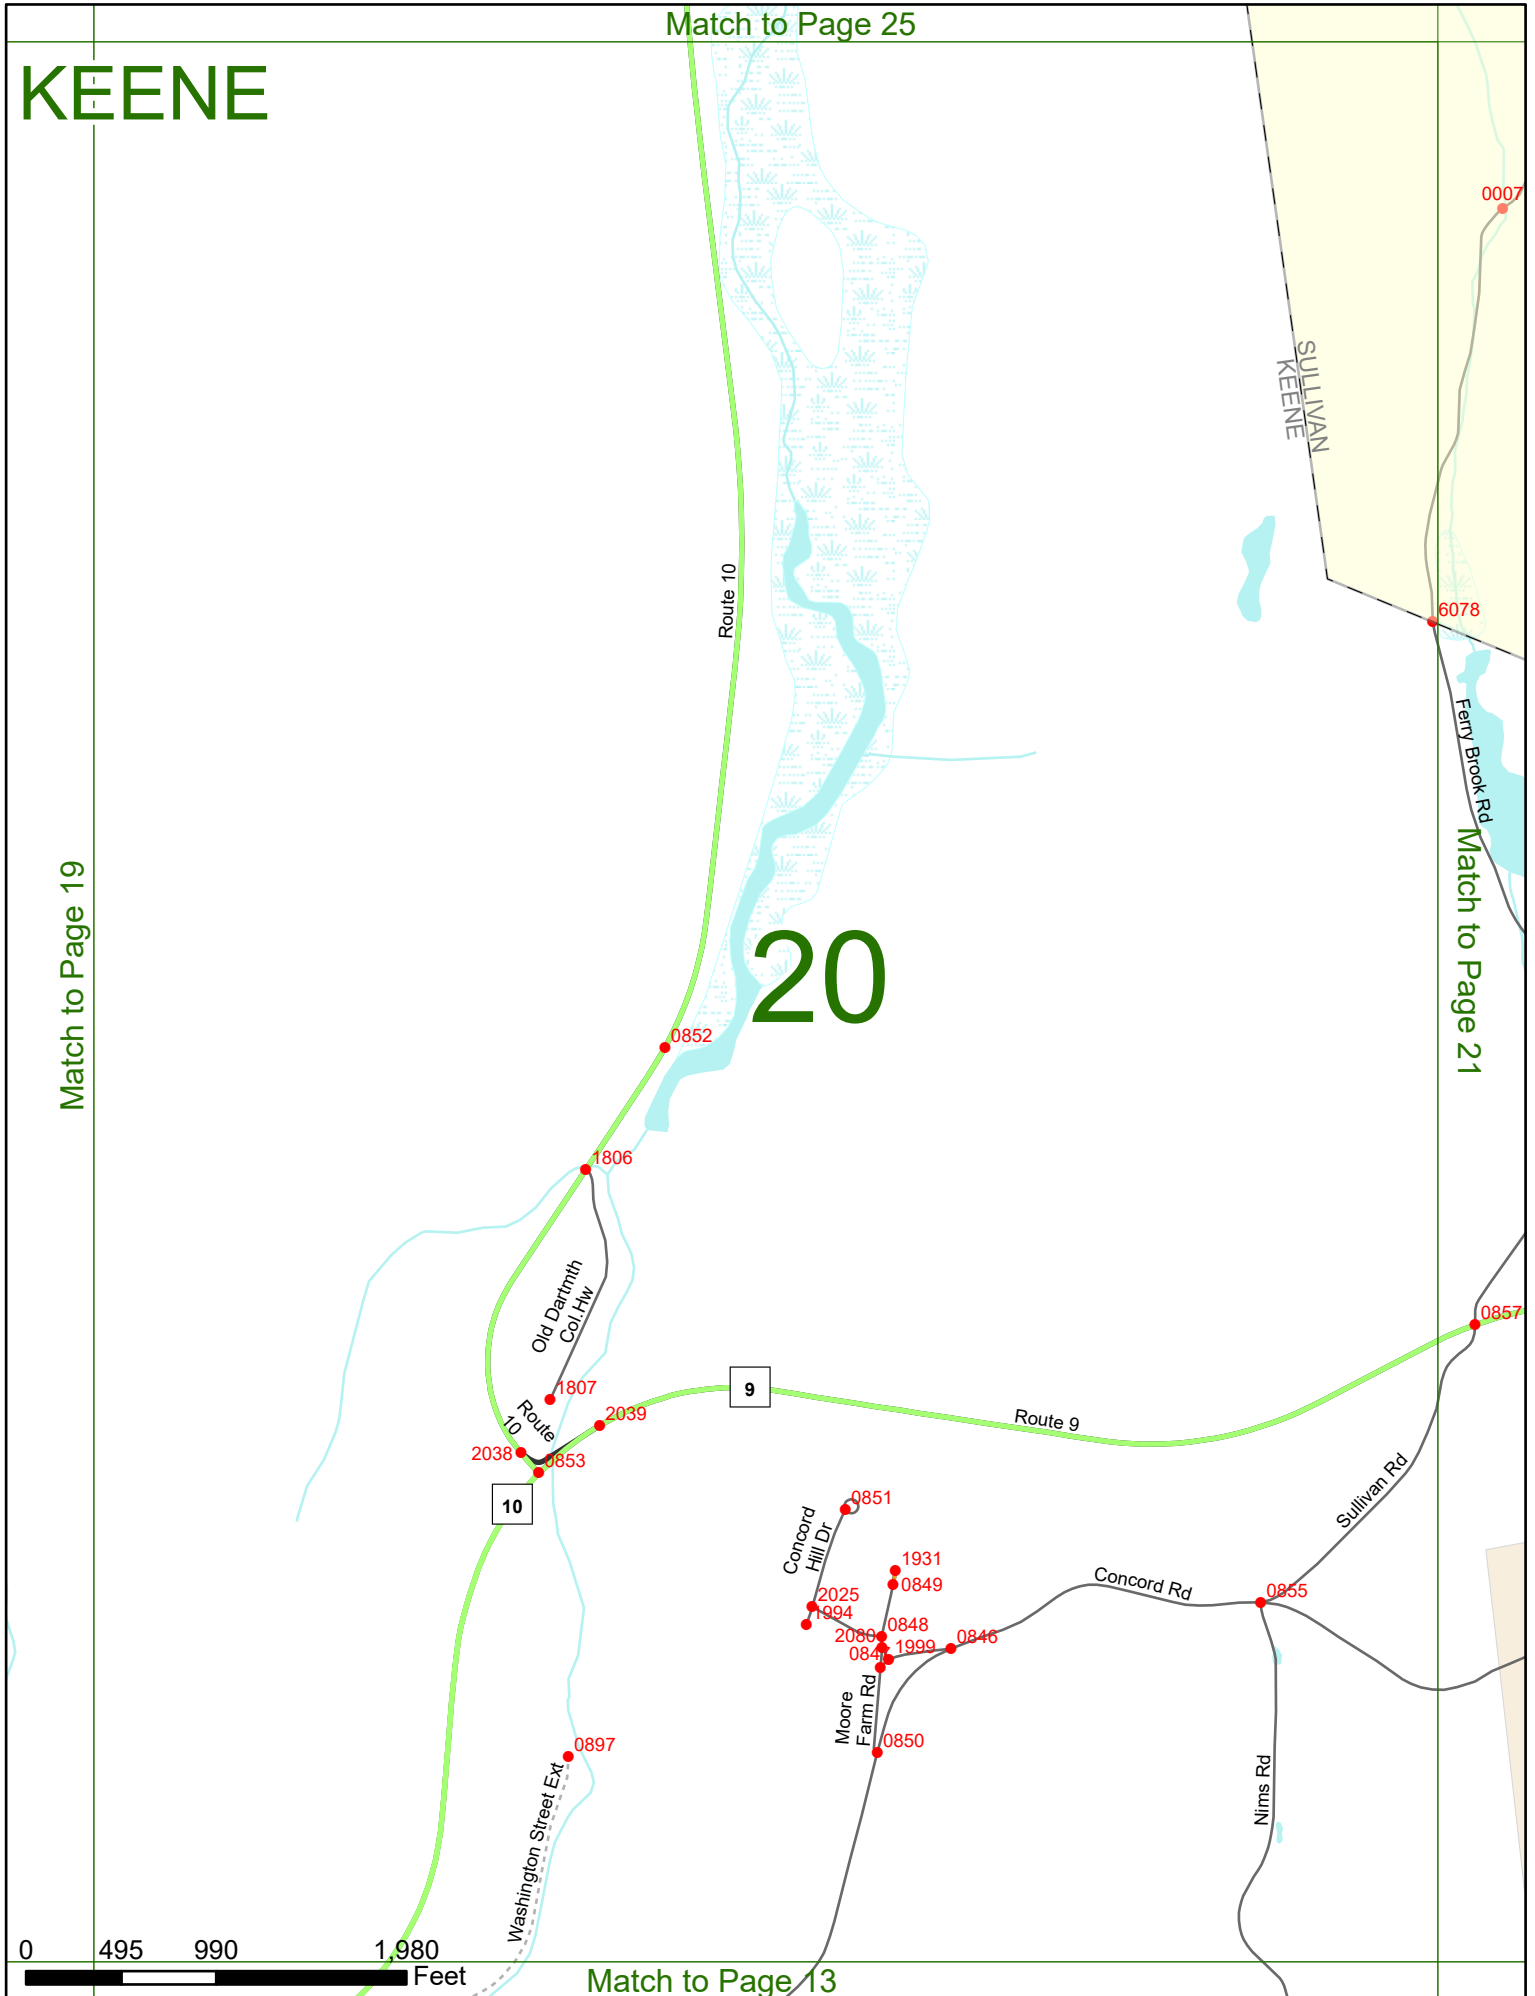 Match to Page 25
KEENE
0007
SULLIVAN
KEENE
Route 10
6078
Ferry Brook Rd
Match to Page 19
20
Match to Page 21
0852
1806
Old Dartmth
Col.Hw
0857
1807
9
Route
10
2039
Route 9
2038
0853
10
0851
Concord
Hill Dr
Sullivan Rd
1931
0849
Concord Rd
0855
2025
1994
0848
2080
1999
0846
Moore
Farm Rd
0850
0897
Washington Street Ext
Nims Rd
0
495
990
1,980
Feet
Match to Page 13